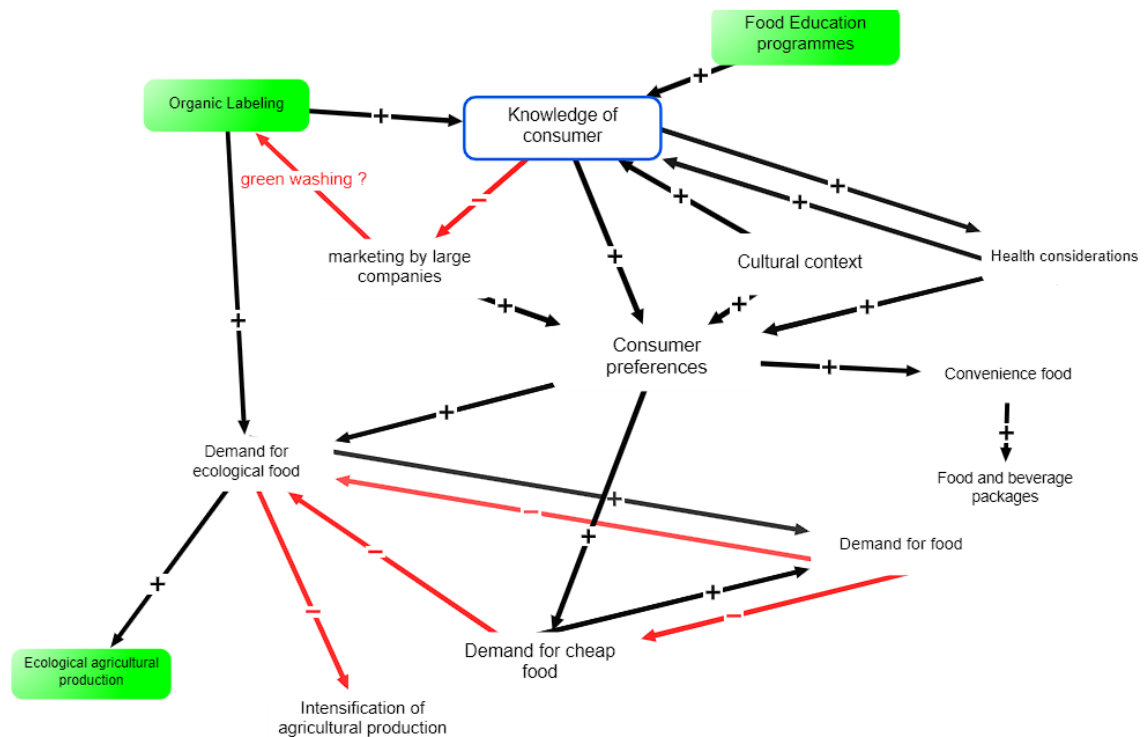 Food Education
programmes
+
Organic Labeling
+
Knowledge of
consumer
green washing ?
−
+
+
+
marketing by large
companies
+
Cultural context
Health considerations
+
+
+
+
+
Consumer
preferences
+
Convenience food
+
+
Demand for
ecological food
Food and beverage
packages
+
−
−
+
Demand for food
+
−
+
−
Demand for cheap
food
Ecological agricultural
production
Intensification of
agricultural production